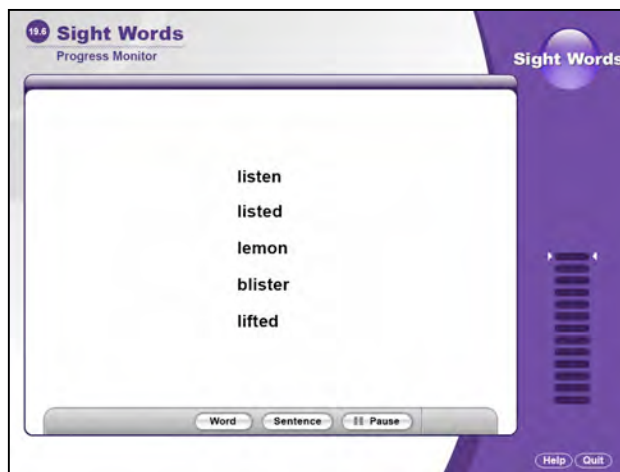 19.6 Sight Words
Progress Monitor
Sight Words
listen
listed
lemon
blister
lifted
Word Sentence Pause
Help Quit